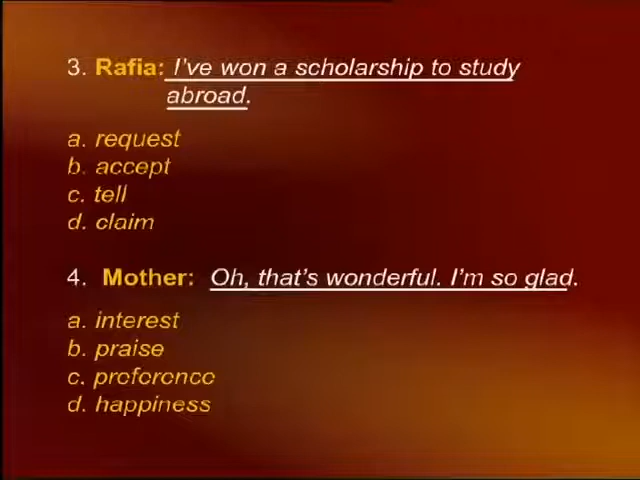 3. Rafia: I've won a scholarship to study
abroad.
a. request
b. accept
c. tell
d. claim
4. Mother: Oh, that's wonderful. I'm so glad.
a. interest
b. praise
c. preference
d. happiness